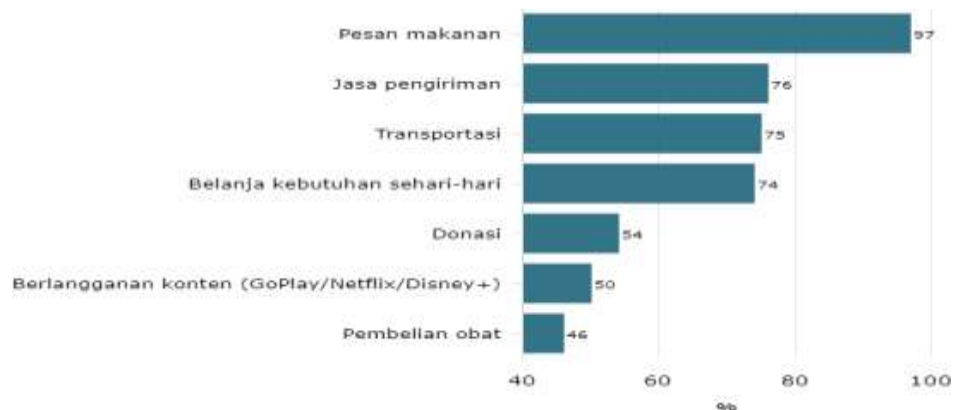 Pesan makanan 97
Jasa pengiriman 76
Transportasi 75
Belanja kebutuhan sehari-hari 74
Donasi 54
Berlangganan konten (GoPlay/Netflix/Disney+) 50
Pembelian obat 46
40 60 80 100
%